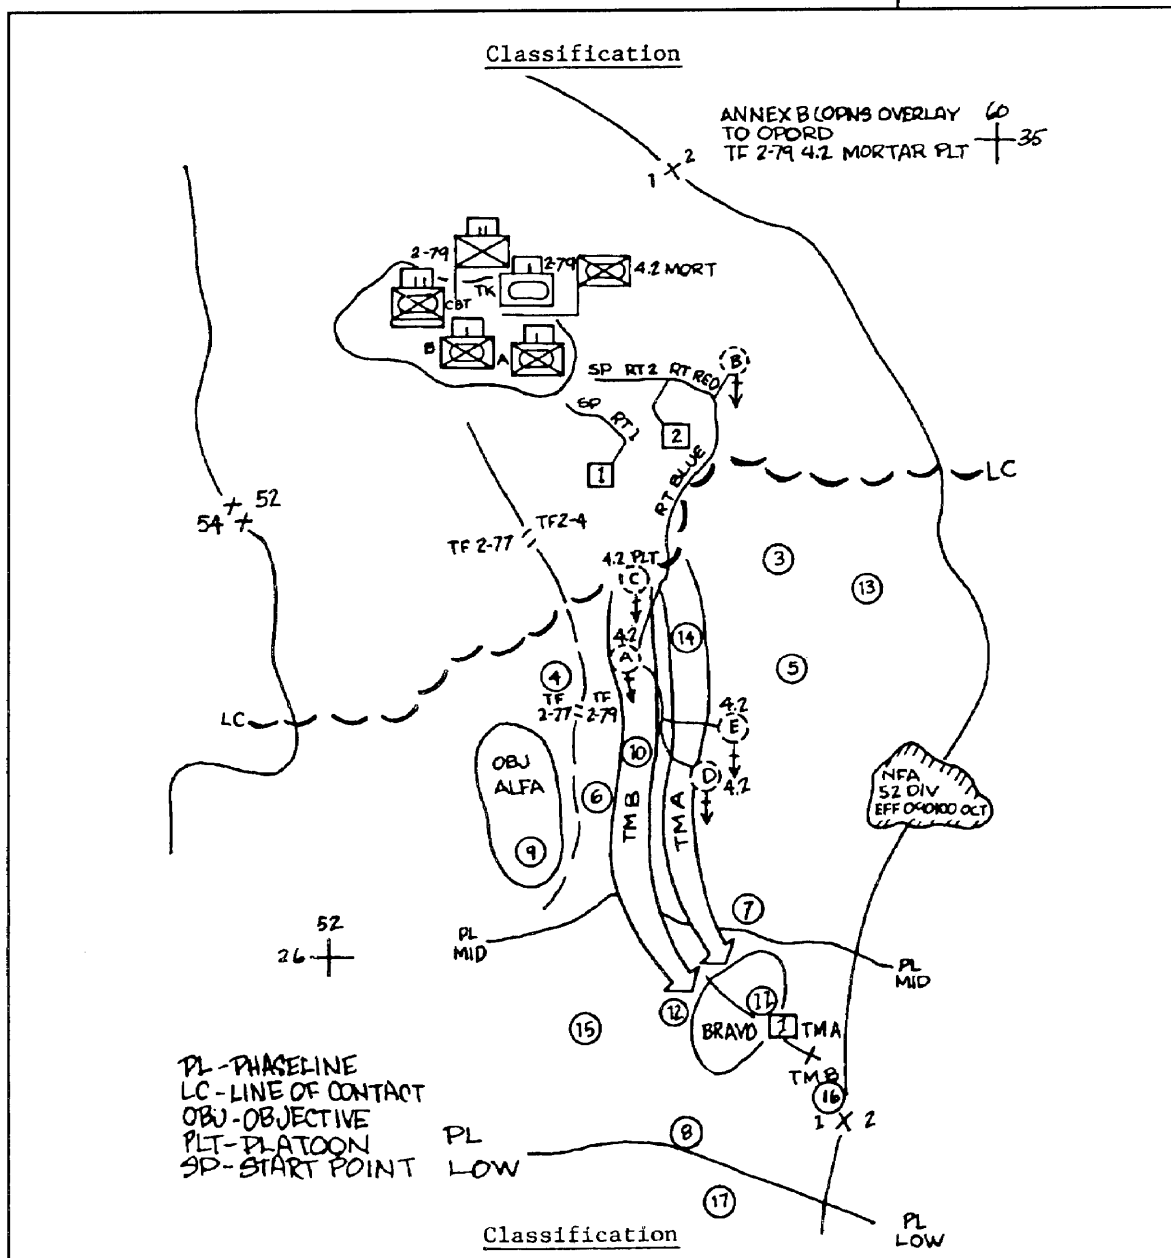 Classification
ANNEX B (OPNS OVERLAY
TO OPORD
TF 2-79 4.2 MORTAR PLT
60
35
1 2
2-79
2-79
4.2 MORT
TK
CBT
B
A
SP RT 2 RT RED
B
SP RT 1
2
1
RT BLUE
LC
52
54
TF 2-4
TF 2-77
4.2 PLT
C
3
13
4.2
A
14
4
5
TF TF
2-77 2-79
LC
4.2
E
10
OBJ
ALFA
D
4.2
NFA
52 DIV
EFF 090100 OCT
6
TM B
TM A
9
7
52
26
PL
MID
PL
MID
12
12
15
BRAVO
1
TM A
TM B
16
1 2
PL-PHASELINE
LC-LINE OF CONTACT
OBJ-OBJECTIVE
PLT-PLATOON
SP-START POINT
PL
LOW
8
17
PL
LOW
Classification